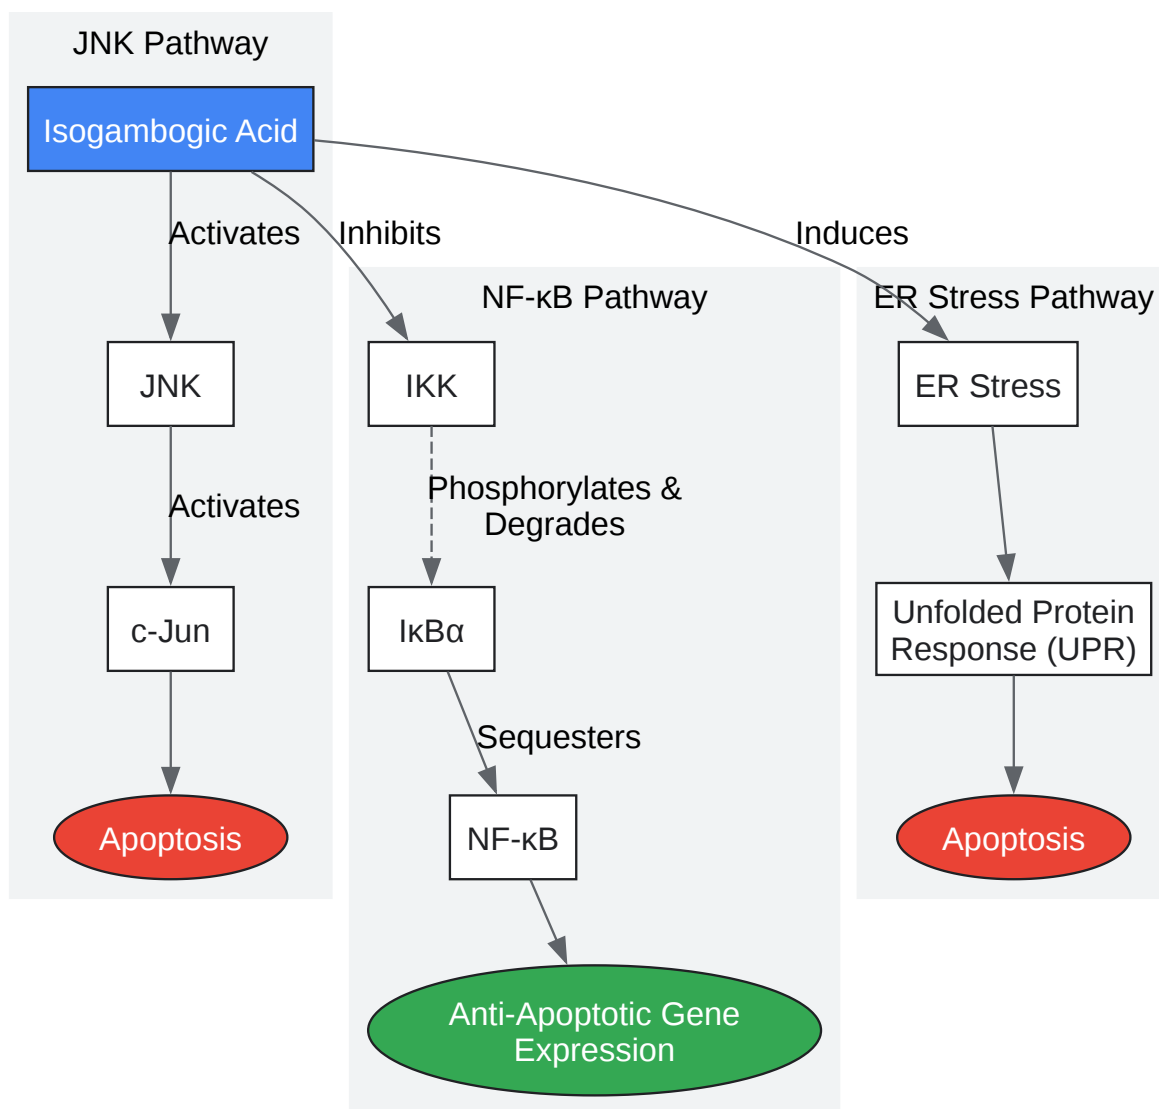 JNK Pathway
Isogambogic Acid
Activates
Inhibits
Induces
NF-κB Pathway
ER Stress Pathway
JNK
IKK
ER Stress
Activates
Phosphorylates &
Degrades
c-Jun
IκBα
Unfolded Protein
Response (UPR)
Sequesters
Apoptosis
NF-κB
Apoptosis
Anti-Apoptotic Gene
Expression